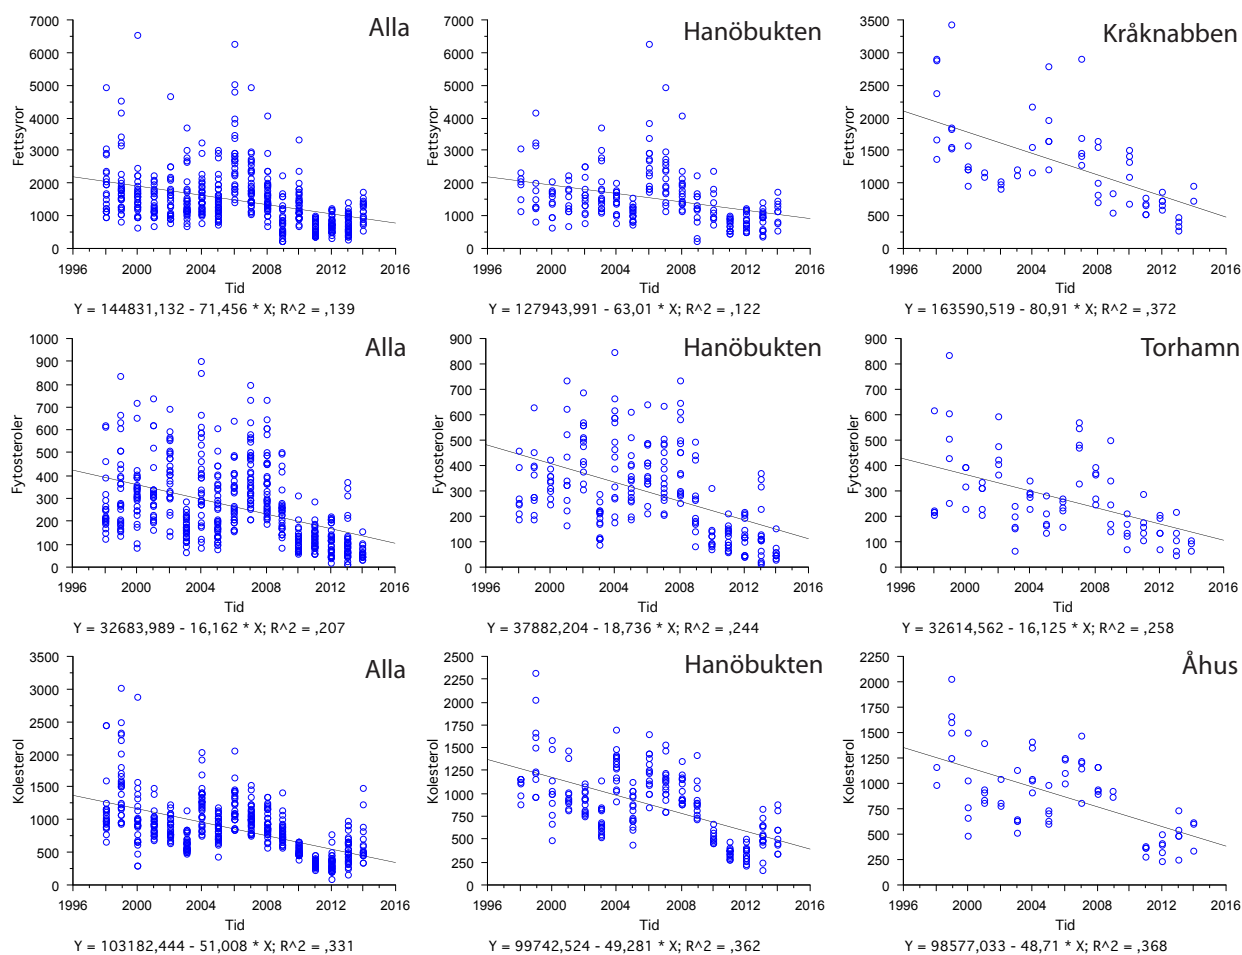 Alla
Hanöbukten
Kråknabben
7000
6000
5000
4000
3000
2000
1000
0
Fettsyror
1996 2000 2004 2008 2012 2016
Tid
Y = 144831,132 - 71,456 * X; R^2 = ,139
7000
6000
5000
4000
3000
2000
1000
0
Fettsyror
1996 2000 2004 2008 2012 2016
Tid
Y = 127943,991 - 63,01 * X; R^2 = ,122
3500
3000
2500
2000
1500
1000
500
0
Fettsyror
1996 2000 2004 2008 2012 2016
Tid
Y = 163590,519 - 80,91 * X; R^2 = ,372
Alla
Hanöbukten
Torhamn
1000
900
800
700
600
500
400
300
200
100
0
Fytosteroler
1996 2000 2004 2008 2012 2016
Tid
Y = 32683,989 - 16,162 * X; R^2 = ,207
900
800
700
600
500
400
300
200
100
0
Fytosteroler
1996 2000 2004 2008 2012 2016
Tid
Y = 37882,204 - 18,736 * X; R^2 = ,244
900
800
700
600
500
400
300
200
100
0
Fytosteroler
1996 2000 2004 2008 2012 2016
Tid
Y = 32614,562 - 16,125 * X; R^2 = ,258
Alla
Hanöbukten
Åhus
3500
3000
2500
2000
1500
1000
500
0
Kolesterol
1996 2000 2004 2008 2012 2016
Tid
Y = 103182,444 - 51,008 * X; R^2 = ,331
2500
2250
2000
1750
1500
1250
1000
750
500
250
0
Kolesterol
1996 2000 2004 2008 2012 2016
Tid
Y = 99742,524 - 49,281 * X; R^2 = ,362
2250
2250
1750
1500
1250
1000
750
500
250
0
Kolesterol
1996 2000 2004 2008 2012 2016
Tid
Y = 98577,033 - 48,71 * X; R^2 = ,368